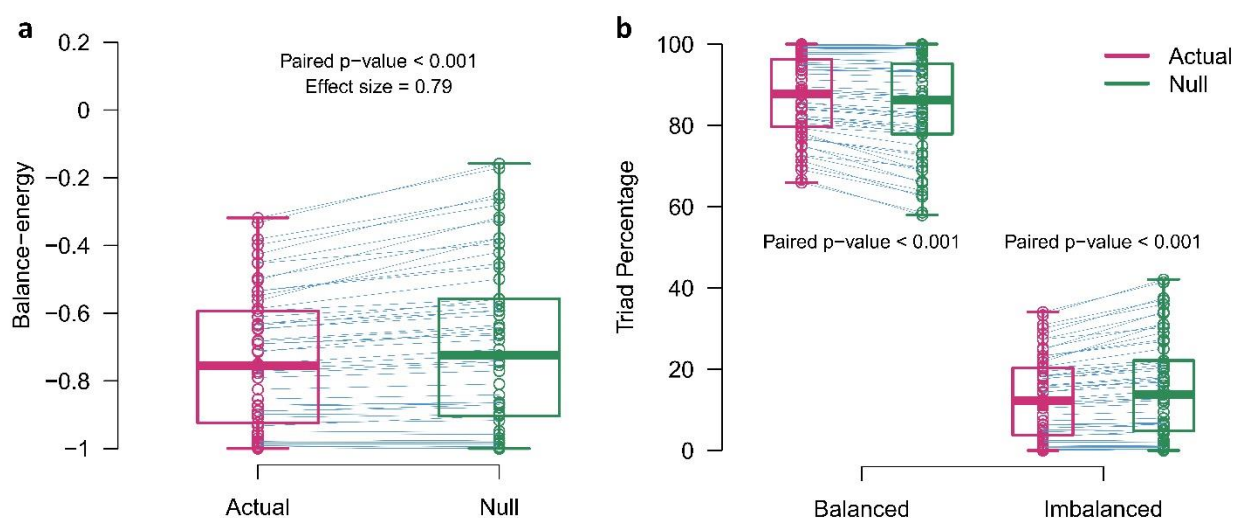 a
Paired p−value < 0.001
Effect size = 0.79
Balance−energy
0.2
0
−0.2
−0.4
−0.6
−0.8
−1
Actual
Null
b
Actual
Null
Triad Percentage
100
80
60
40
20
0
Paired p−value < 0.001
Paired p−value < 0.001
Balanced
Imbalanced